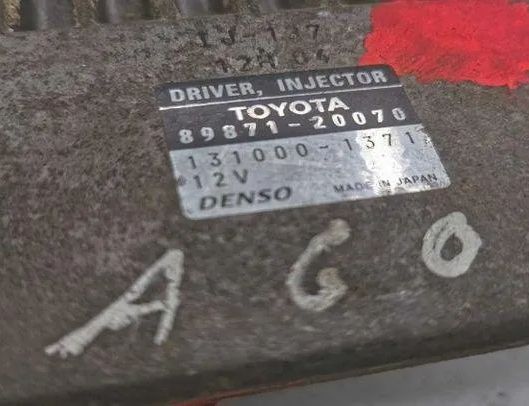 DRIVER, INJECTOR
TOYOTA
89871-20070
131000-1371
12V
DENSO MADE IN JAPAN
A G O